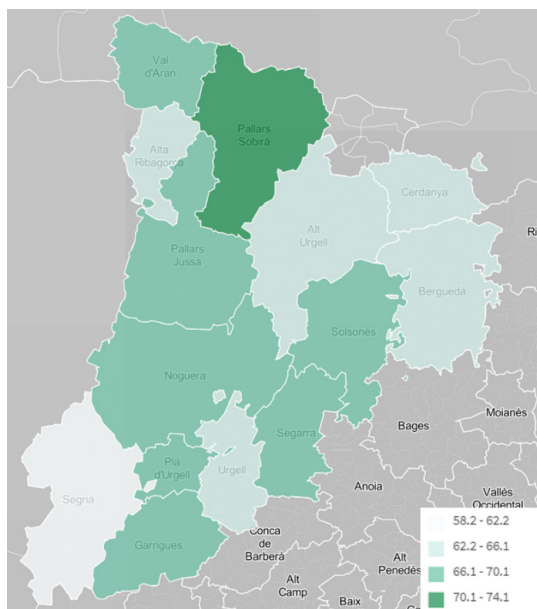 Val
d'Aran
Pallars
Sobirà
Alta
Ribagorça
Cerdanya
Alt
Urgell
Ri
Pallars
Jussà
Berguedà
Solsonès
Noguera
Moianès
Segarra
Bages
Pla
d'Urgell
Urgell
Segrià
Anoia
Vallès
Occidental
Garrigues
Conca
de
Barberà
Alt
Penedès
Alt
Camp
Baix
58.2 - 62.2
62.2 - 66.1
66.1 - 70.1
70.1 - 74.1